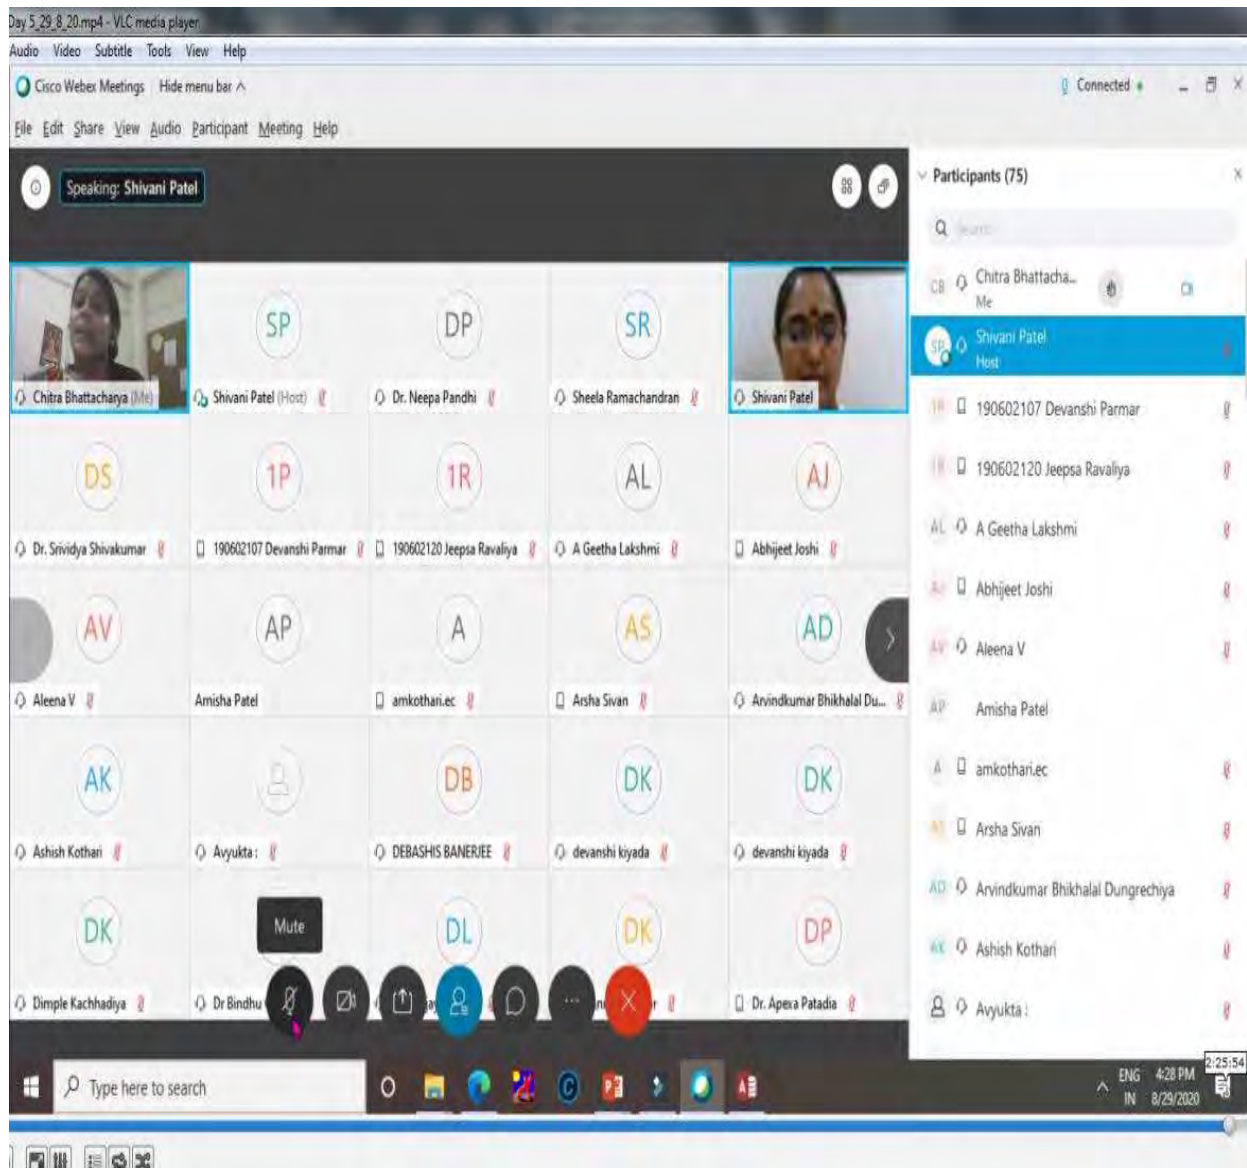 Day 5_29_8_20.mp4 - VLC media player
Audio Video Subtitle Tools View Help
Cisco Webex Meetings Hide menu bar
Connected
File Edit Share View Audio Participant Meeting Help
Speaking: Shivani Patel
SP
DP
SR
Chitra Bhattacharya (Me)
Shivani Patel (Host)
Dr. Neepa Pandhi
Sheela Ramachandran
Shivani Patel
DS
1P
1R
AL
AJ
Dr. Srividya Shivakumar
190602107 Devanshi Parmar
190602120 Jeepsa Ravaliya
A Geetha Lakshmi
Abhijeet Joshi
AV
AP
A
AS
AD
Aleena V
Amisha Patel
amkothari.ec
Arsha Sivan
Arvindkumar Bhikhalal Du...
AK
DB
DK
DK
Ashish Kothari
Avyukta :
DEBASHIS BANERJEE
devanshi kiyada
devanshi kiyada
DK
Mute
DL
DK
DP
Dimple Kachhadiya
Dr Bindhu
Dr. Apexa Patadia
Participants (75)
Search
CB Chitra Bhattacha...
Me
SP Shivani Patel
Host
1P 190602107 Devanshi Parmar
1R 190602120 Jeepsa Ravaliya
AL A Geetha Lakshmi
AJ Abhijeet Joshi
AV Aleena V
AP Amisha Patel
A amkothari.ec
AS Arsha Sivan
AD Arvindkumar Bhikhalal Dungrechiya
AK Ashish Kothari
Avyukta :
Type here to search
2:25:54
ENG 4:28 PM
IN 8/29/2020